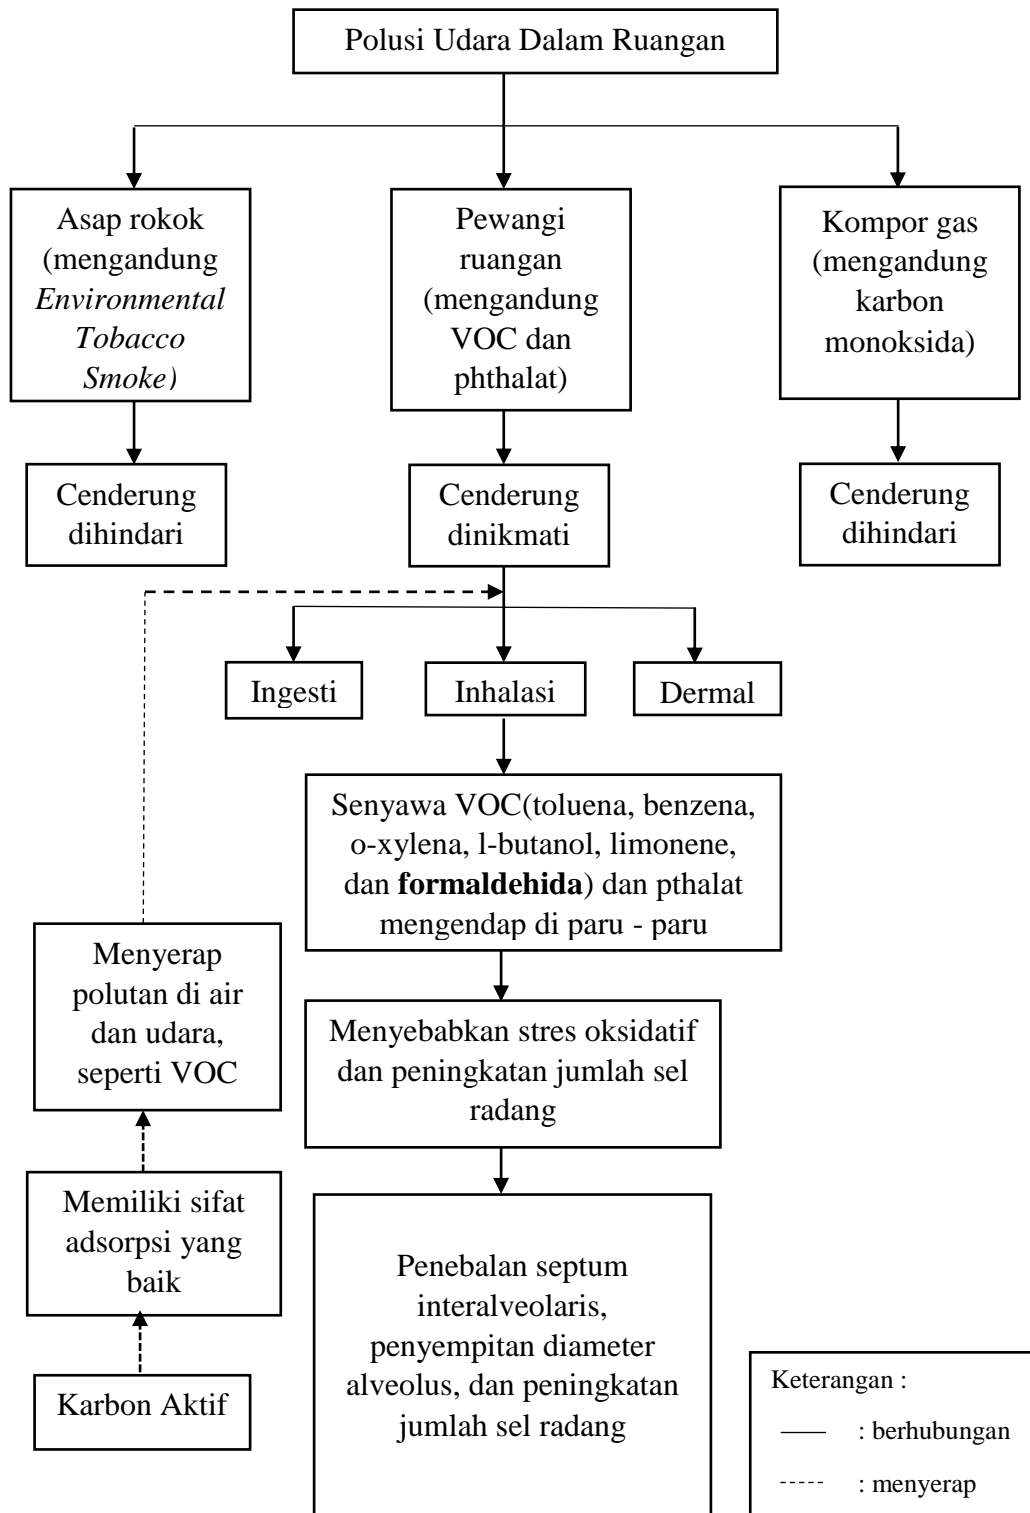 Polusi Udara Dalam Ruangan
Asap rokok
(mengandung
Environmental
Tobacco
Smoke)
Pewangi
ruangan
(mengandung
VOC dan
phthalat)
Kompor gas
(mengandung
karbon
monoksida)
Cenderung
dihindari
Cenderung
dinikmati
Cenderung
dihindari
Ingesti
Inhalasi
Dermal
Senyawa VOC(toluena, benzena,
o-xylena, l-butanol, limonene,
dan formaldehida) dan pthalat
mengendap di paru - paru
Menyerap
polutan di air
dan udara,
seperti VOC
Menyebabkan stres oksidatif
dan peningkatan jumlah sel
radang
Memiliki sifat
adsorpsi yang
baik
Penebalan septum
interalveolaris,
penyempitan diameter
alveolus, dan peningkatan
jumlah sel radang
Karbon Aktif
Keterangan :
: berhubungan
: menyerap